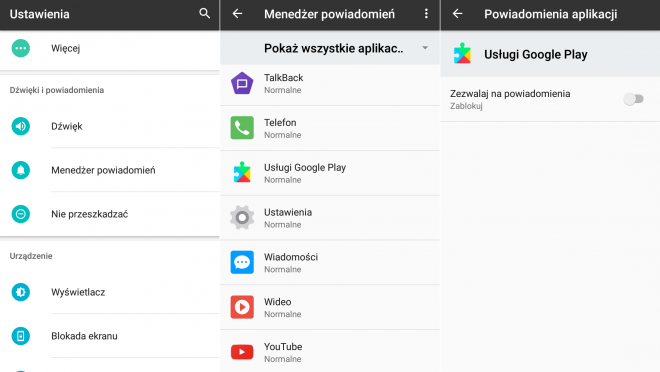 Ustawienia
Więcej
Dźwięki i powiadomienia
Dźwięk
Menedżer powiadomień
Nie przeszkadzać
Urządzenie
Wyświetlacz
Blokada ekranu
Menedżer powiadomień
Pokaż wszystkie aplikac..
TalkBack
Normalne
Telefon
Normalne
Usługi Google Play
Normalne
Ustawienia
Normalne
Wiadomości
Normalne
Wideo
Normalne
YouTube
Normalne
Powiadomienia aplikacji
Usługi Google Play
Zezwalaj na powiadomienia
Zablokuj